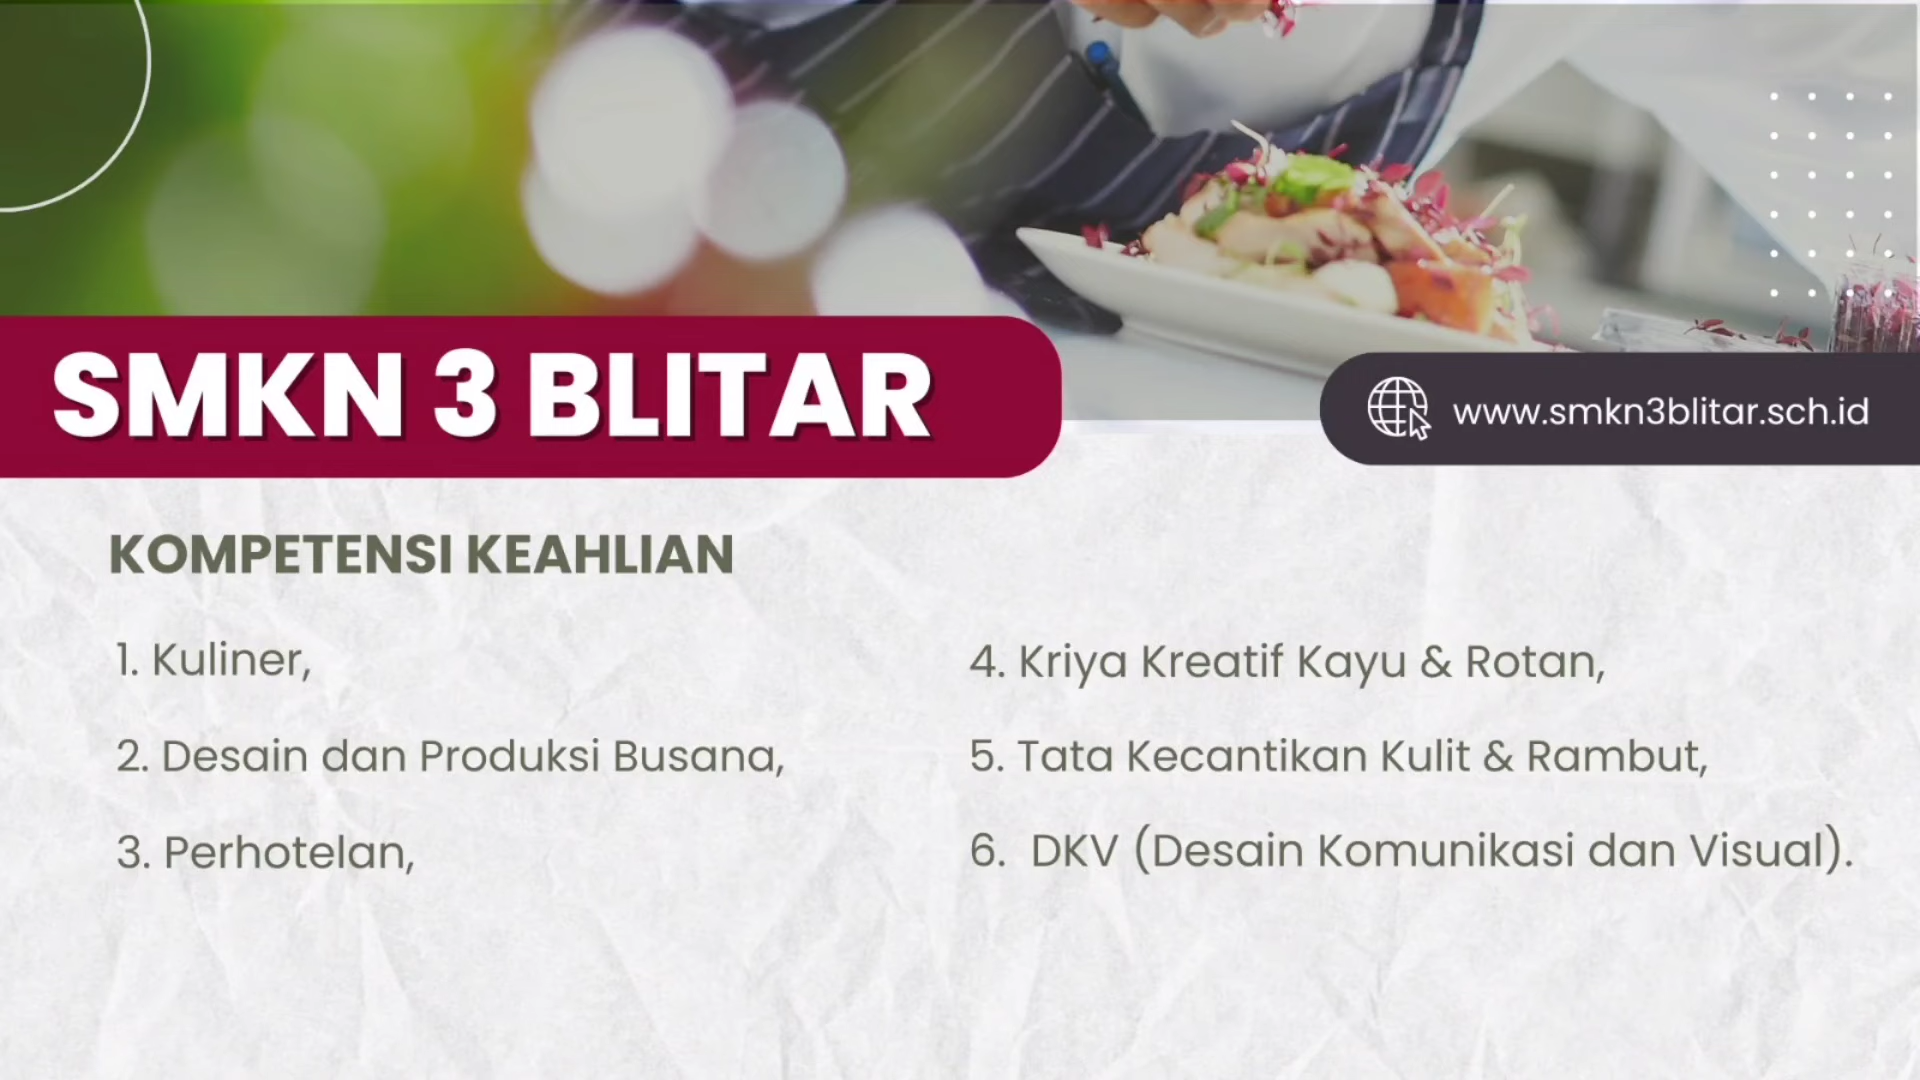 SMKN 3 BLITAR
www.smkn3blitar.sch.id
KOMPETENSI KEAHLIAN
1. Kuliner,
2. Desain dan Produksi Busana,
3. Perhotelan,
4. Kriya Kreatif Kayu & Rotan,
5. Tata Kecantikan Kulit & Rambut,
6. DKV (Desain Komunikasi dan Visual).